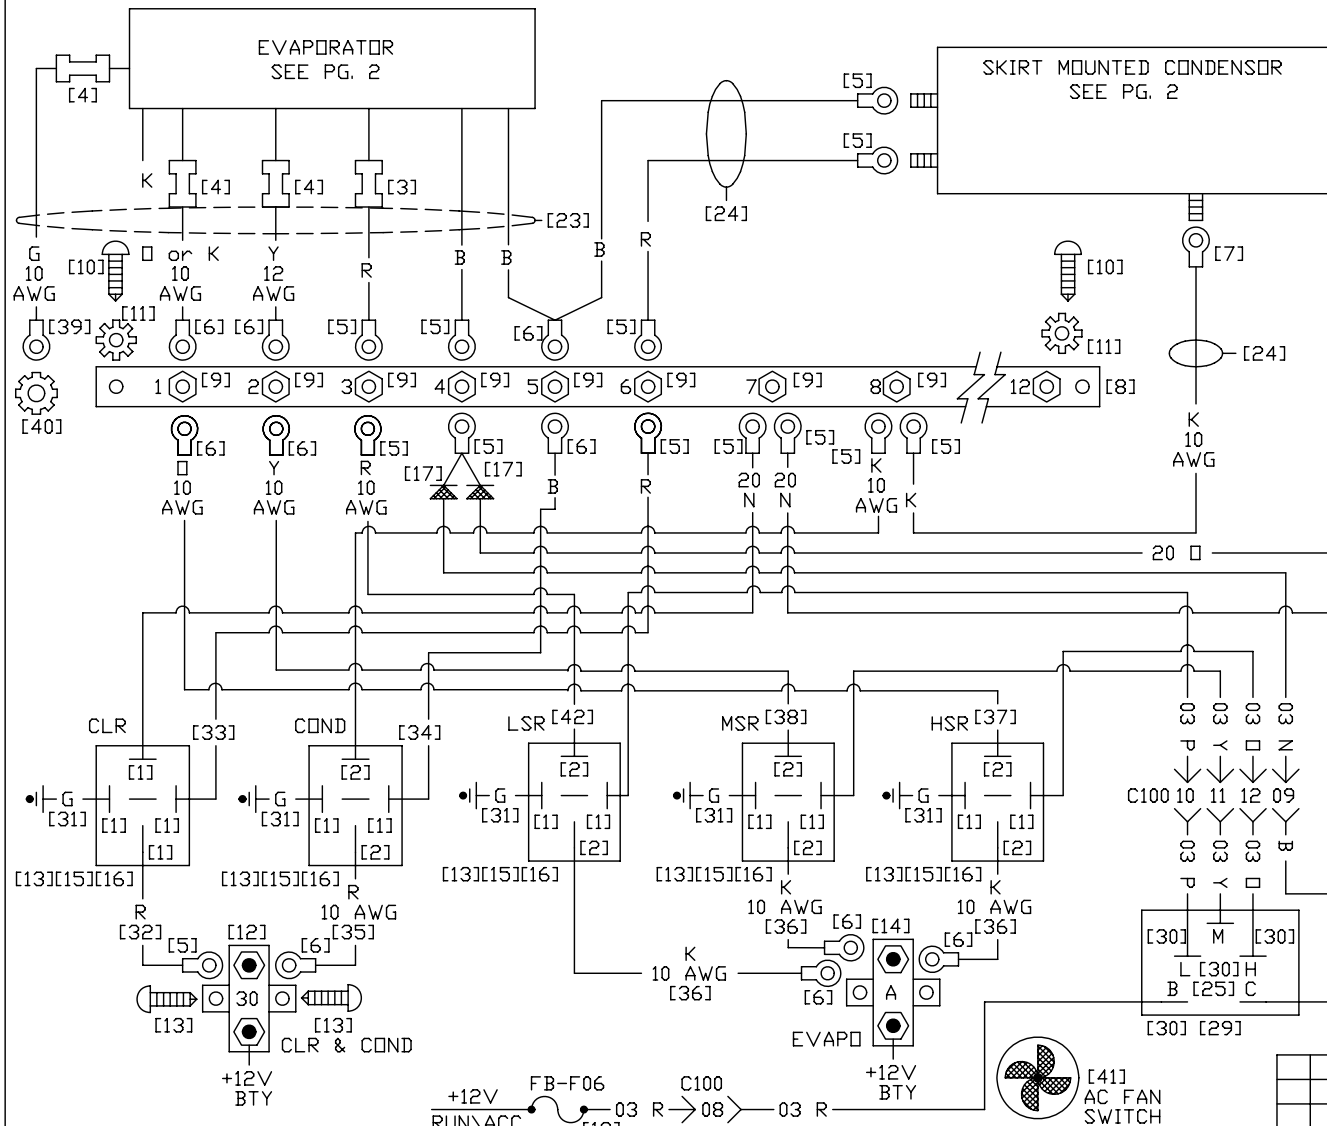 EVAPORATOR
SEE PG. 2
SKIRT MOUNTED CONDENSOR
SEE PG. 2
[4]
[5]
[5]
K
[4]
[4]
[3]
[23]
[24]
G
10
AWG
[10]
O or K
10
AWG
Y
12
AWG
R
B
B
B
R
[10]
[7]
[11]
[11]
[24]
[39]
[6]
[6]
[5]
[5]
[6]
[5]
1 [9]
2 [9]
3 [9]
4 [9]
5 [9]
6 [9]
7 [9]
8 [9]
12
[8]
[40]
[6]
[6]
[5]
[5]
[6]
[5]
[5]
[5]
[5]
[5]
O
10
AWG
Y
10
AWG
R
10
AWG
[17]
[17]
B
R
20
N
20
N
K
10
AWG
K
K
10
AWG
20 O
CLR
[33]
COND
[34]
LSR
[42]
MSR
[38]
HSR
[37]
03 P
03 Y
03 O
03 N
[1]
[2]
[2]
[2]
[2]
G
[31]
G
[31]
G
[31]
G
[31]
G
[31]
[1] [1]
[1]
[1] [1]
[2]
[1] [1]
[2]
[1] [1]
[2]
[1] [1]
[2]
C100 10 11 12 09
03 P
03 Y
03 O
B
[13][15][16]
[13][15][16]
[13][15][16]
[13][15][16]
[13][15][16]
R
[32]
R
10 AWG
[35]
K
10 AWG
[36]
K
10 AWG
[36]
K
10 AWG
[36]
[5]
[12]
[6]
[6]
[14]
[6]
[6]
[30] M [30]
L [30] H
B [25] C
[30] [29]
[13]
30
[13]
CLR & COND
+12V
BTY
A
EVAPO
+12V
BTY
+12V
RUN\ACC
FB-F06
03 R
C100
08
03 R
[41]
AC FAN
SWITCH